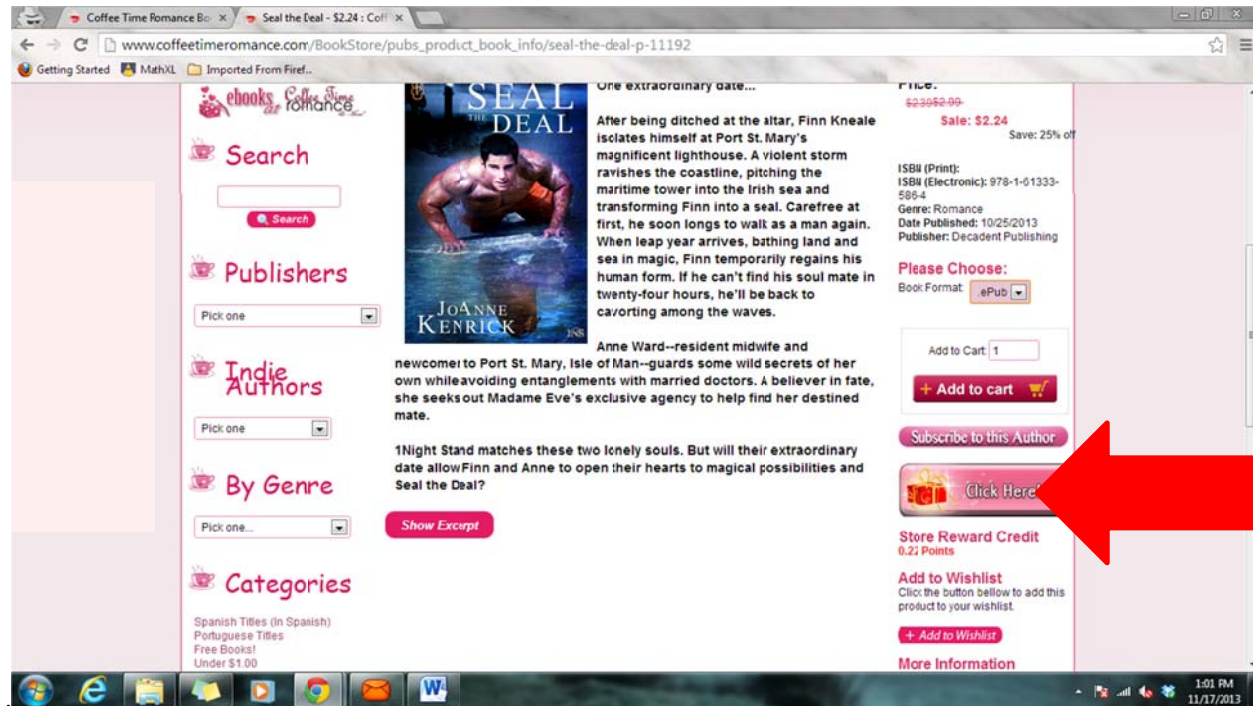 Coffee Time Romance Bo
Seal the Deal - $2.24 : Coff
www.coffeetimeromance.com/BookStore/pubs_product_book_info/seal-the-deal-p-11192
Getting Started MathXL Imported From Firef...
ebooks at Coffee Time Romance
Search
Search
Publishers
Pick one
Indie
Authors
Pick one
By Genre
Pick one...
Categories
Spanish Titles (In Spanish)
Portuguese Titles
Free Books!
Under $1.00
SEAL
THE DEAL
JOANNE
KENRICK
1NS
One extraordinary date...
After being ditched at the altar, Finn Kneale
isolates himself at Port St. Mary's
magnificent lighthouse. A violent storm
ravishes the coastline, pitching the
maritime tower into the Irish sea and
transforming Finn into a seal. Carefree at
first, he soon longs to walk as a man again.
When leap year arrives, bathing land and
sea in magic, Finn temporarily regains his
human form. If he can't find his soul mate in
twenty-four hours, he'll be back to
cavorting among the waves.
Anne Ward--resident midwife and
newcomer to Port St. Mary, Isle of Man--guards some wild secrets of her
own while avoiding entanglements with married doctors. A believer in fate,
she seeks out Madame Eve's exclusive agency to help find her destined
mate.
1Night Stand matches these two lonely souls. But will their extraordinary
date allow Finn and Anne to open their hearts to magical possibilities and
Seal the Deal?
Show Excurpt
Price:
$2.39$2.99
Sale: $2.24
Save: 25% off
ISBN (Print):
ISBN (Electronic): 978-1-61333-
586-4
Genre: Romance
Date Published: 10/25/2013
Publisher: Decadent Publishing
Please Choose:
Book Format: .ePub
Add to Cart: 1
+ Add to cart
Subscribe to this Author
Click Here!
Store Reward Credit
0.22 Points
Add to Wishlist
Click the button bellow to add this
product to your wishlist.
+ Add to Wishlist
More Information
1:01 PM
11/17/2013